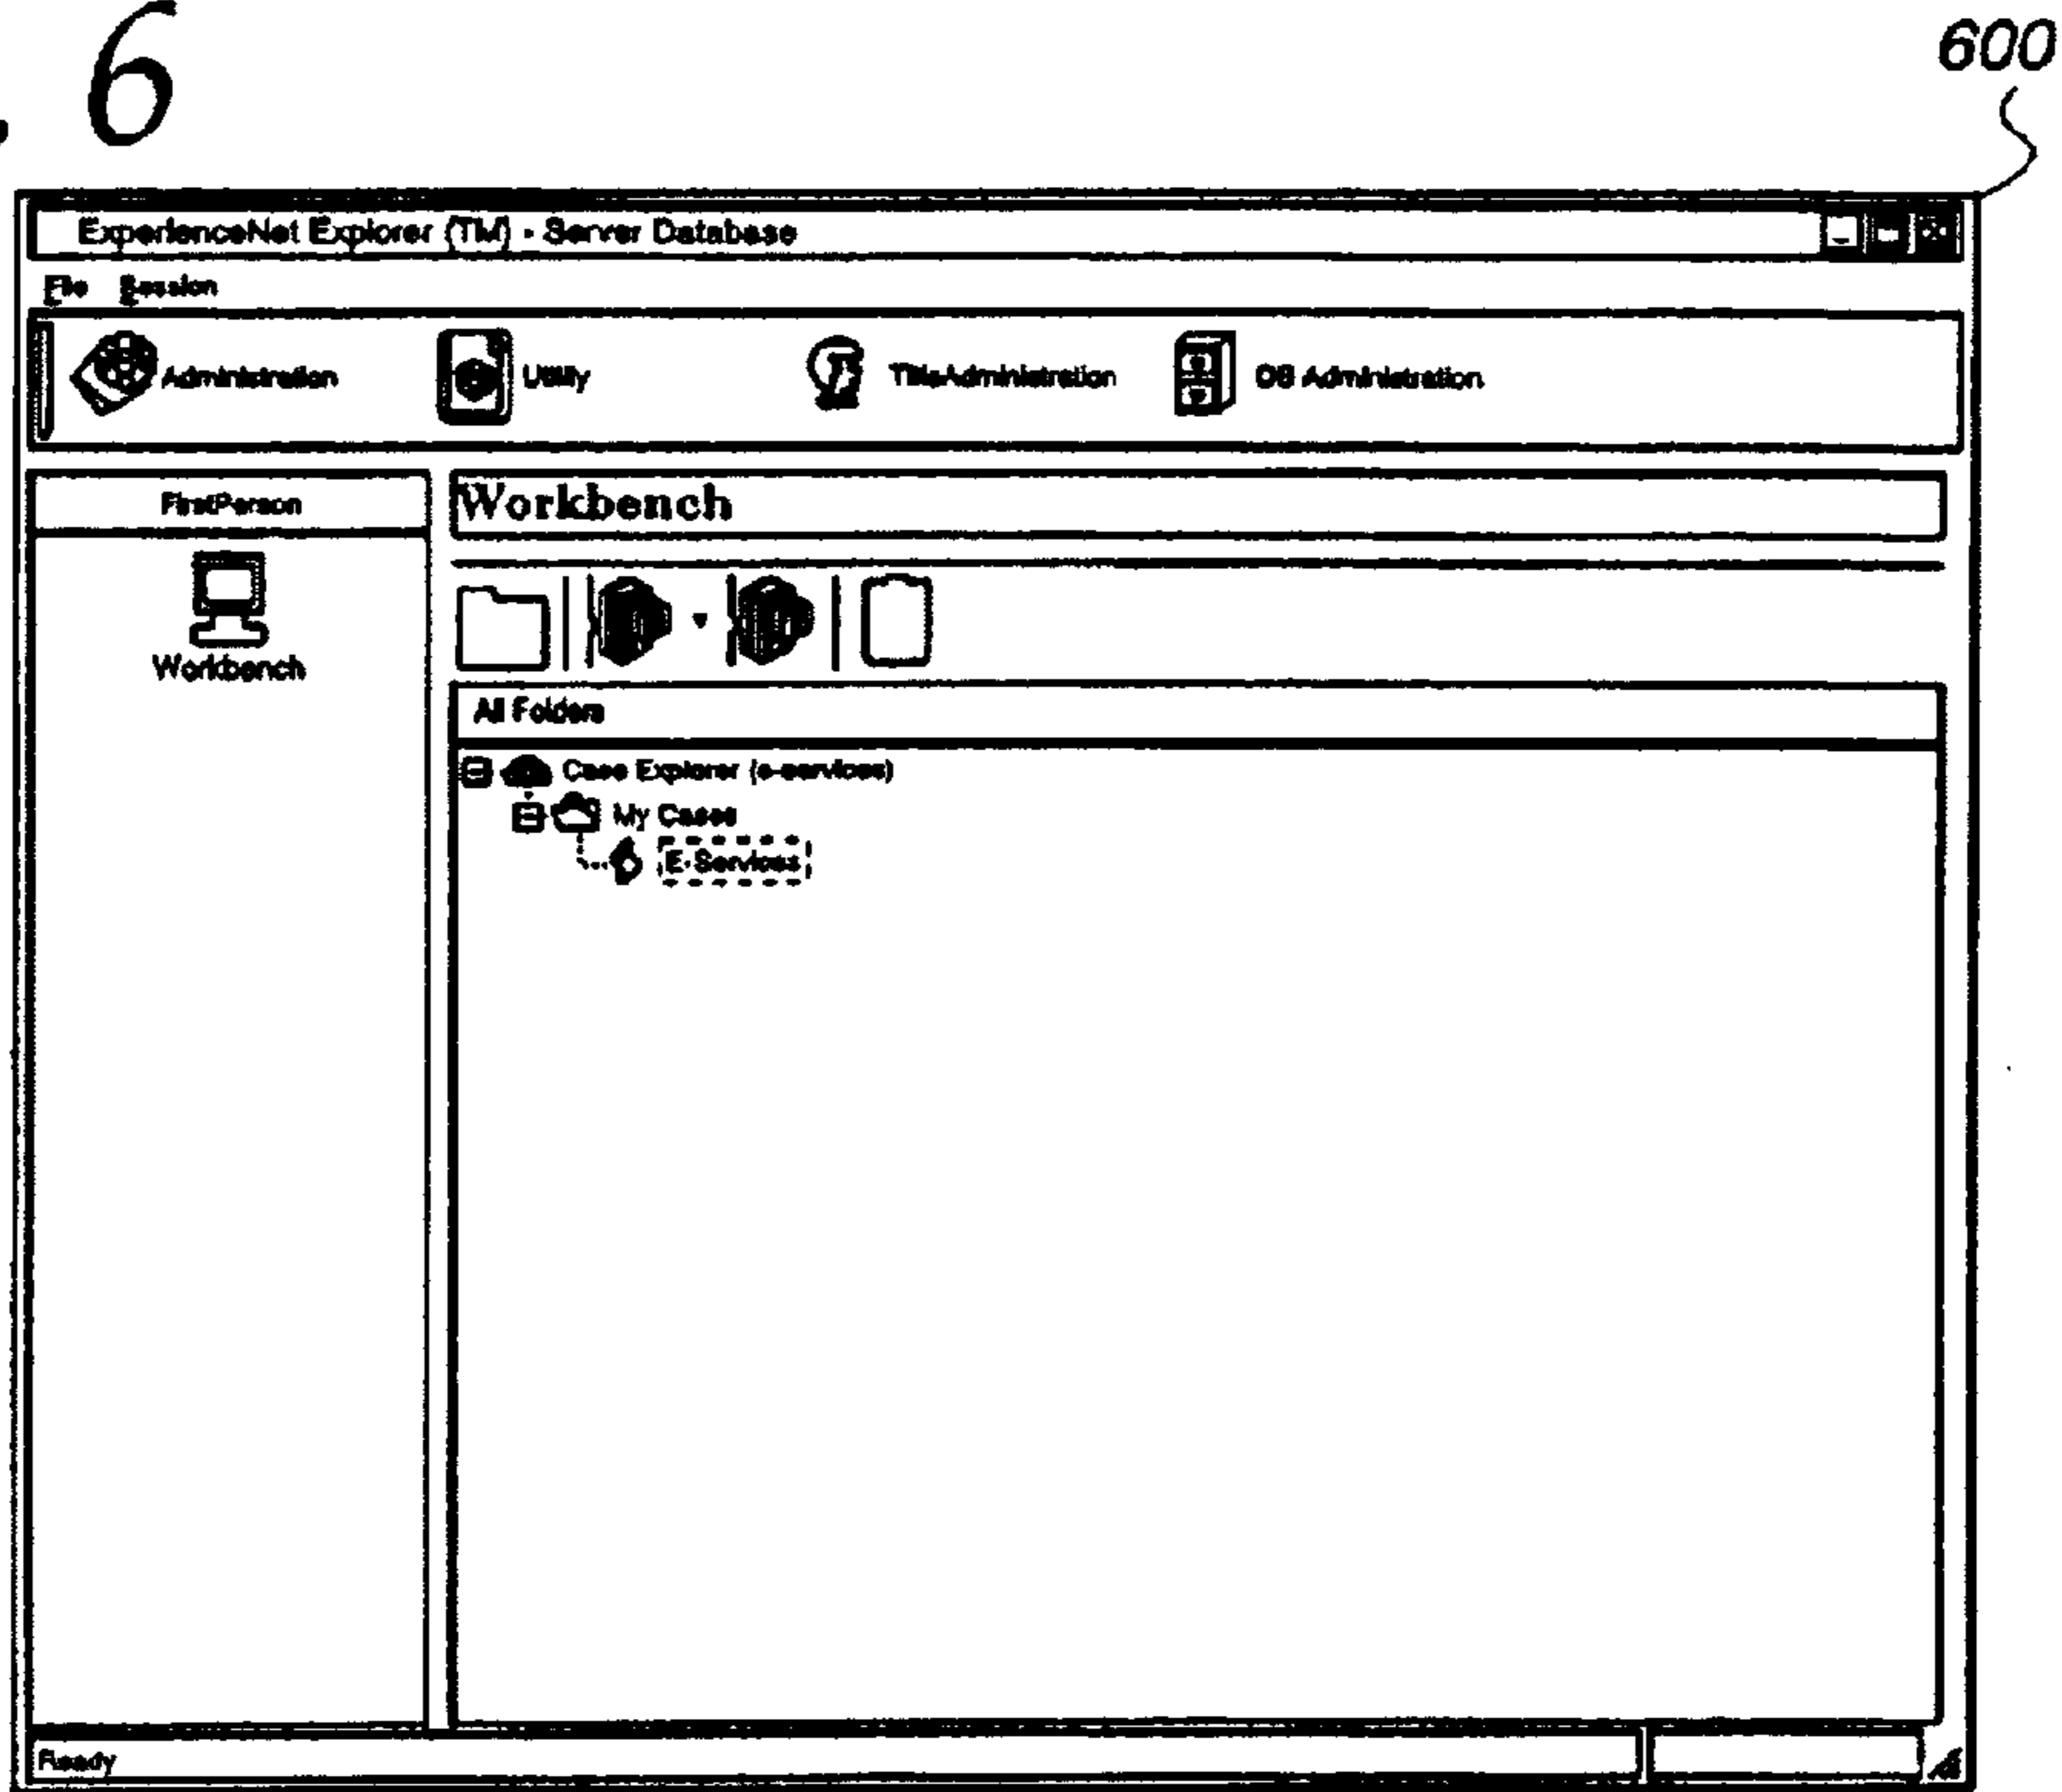 6
600
ExperienceNet Explorer (TM) - Server Database
File Session
Administration Utility TitleAdministration DB Administration
FirstPerson
Workbench
Workbench
All Folders
Case Explorer (e-services)
My Cases
E-Services
Ready